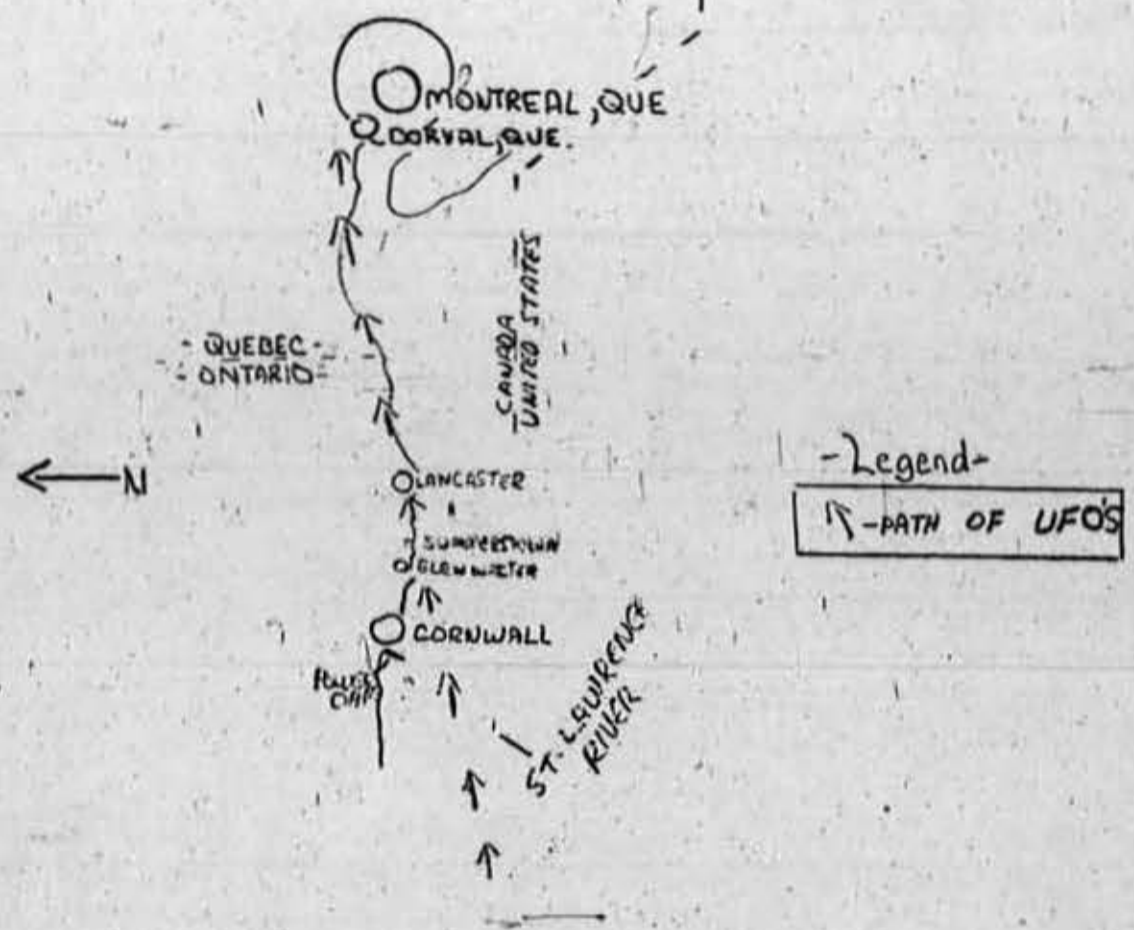 MONTREAL, QUE
DORVAL, QUE.
- QUEBEC -
- ONTARIO -
CANADA
UNITED STATES
N
LANCASTER
SUMMERSTOWN
GLEN WALTER
CORNWALL
ST. LAWRENCE
RIVER
-Legend-
-PATH OF UFO'S